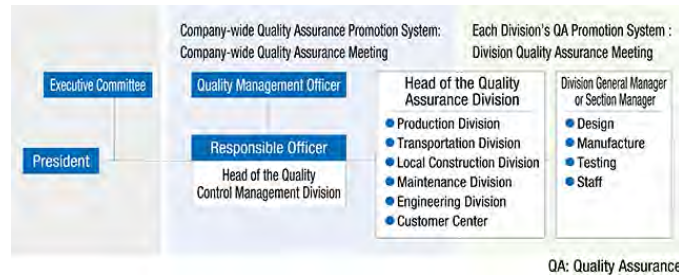 Company-wide Quality Assurance Promotion System:
Company-wide Quality Assurance Meeting
Each Division's QA Promotion System :
Division Quality Assurance Meeting
Executive Committee
President
Quality Management Officer
Responsible Officer
Head of the Quality
Control Management Division
Head of the Quality
Assurance Division
● Production Division
● Transportation Division
● Local Construction Division
● Maintenance Division
● Engineering Division
● Customer Center
Division General Manager
or Section Manager
● Design
● Manufacture
● Testing
● Staff
QA: Quality Assurance